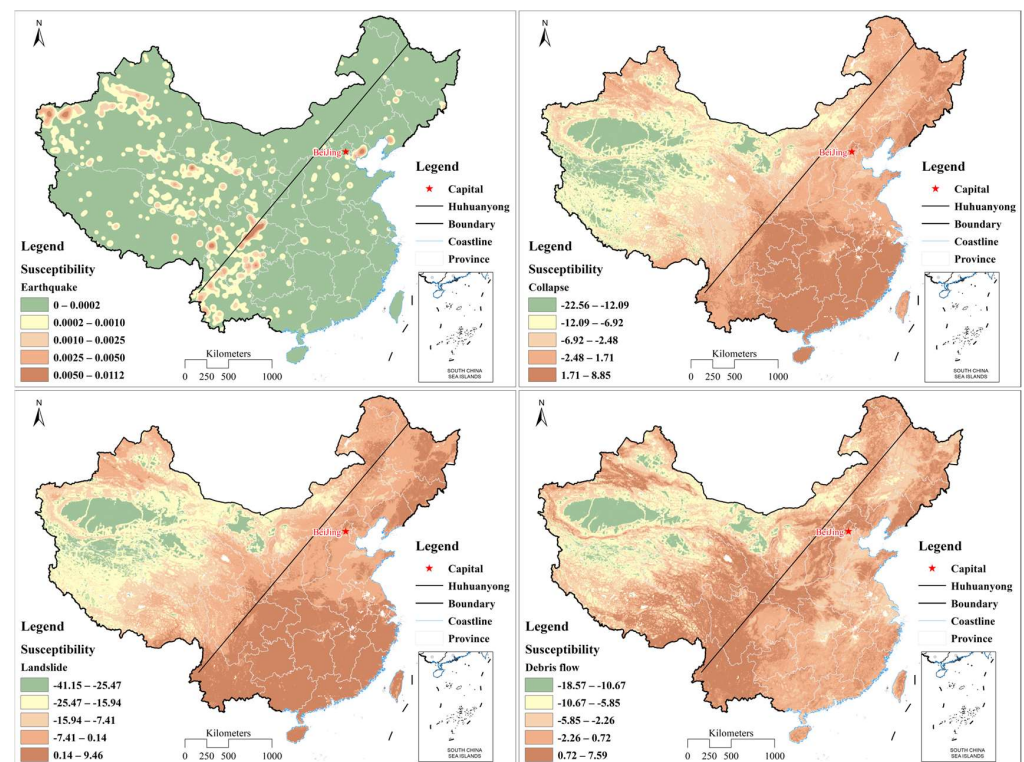 N
BeiJing
Legend
Capital
Huhuanyong
Boundary
Coastline
Province
Legend
Susceptibility
Earthquake
0 – 0.0002
0.0002 – 0.0010
0.0010 – 0.0025
0.0025 – 0.0050
0.0050 – 0.0112
Kilometers
0 250 500 1000
SOUTH CHINA
SEA ISLANDS
N
BeiJing
Legend
Capital
Huhuanyong
Boundary
Coastline
Province
Legend
Susceptibility
Collapse
-22.56 – -12.09
-12.09 – -6.92
-6.92 – -2.48
-2.48 – 1.71
1.71 – 8.85
Kilometers
0 250 500 1000
SOUTH CHINA
SEA ISLANDS
N
BeiJing
Legend
Capital
Huhuanyong
Boundary
Coastline
Province
Legend
Susceptibility
Landslide
-41.15 – -25.47
-25.47 – -15.94
-15.94 – -7.41
-7.41 – 0.14
0.14 – 9.46
Kilometers
0 250 500 1000
SOUTH CHINA
SEA ISLANDS
N
BeiJing
Legend
Capital
Huhuanyong
Boundary
Coastline
Province
Legend
Susceptibility
Debris flow
-18.57 – -10.67
-10.67 – -5.85
-5.85 – -2.26
-2.26 – 0.72
0.72 – 7.59
Kilometers
0 250 500 1000
SOUTH CHINA
SEA ISLANDS